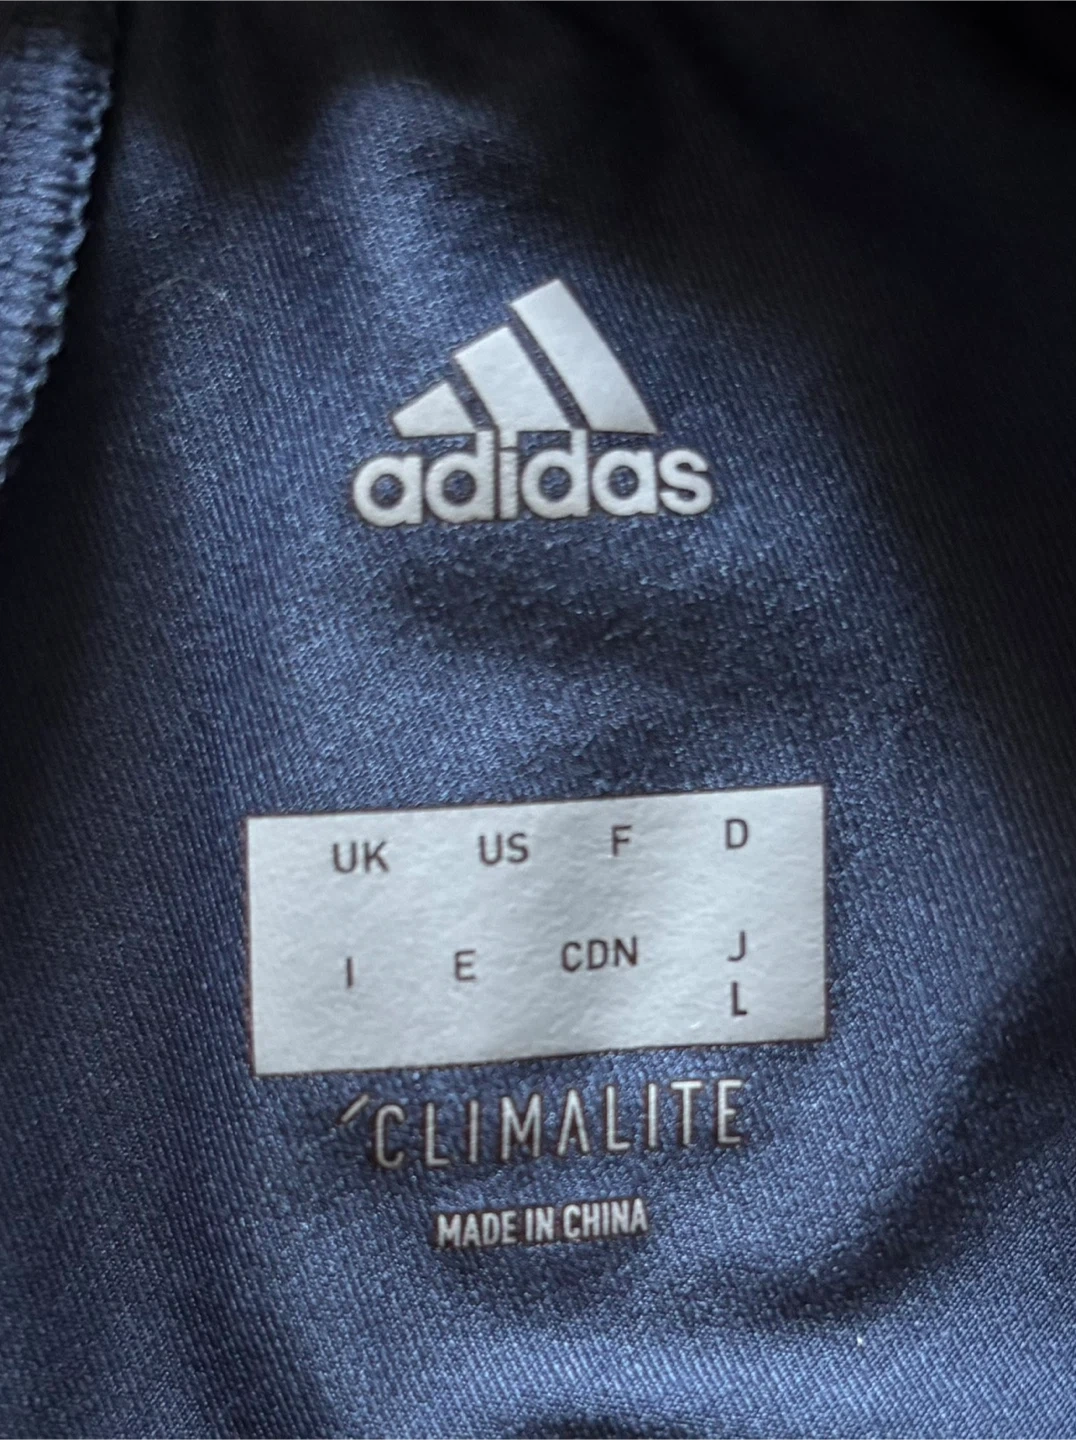 adidas
UK US F D
I E CDN J
L
CLIMALITE
MADE IN CHINA